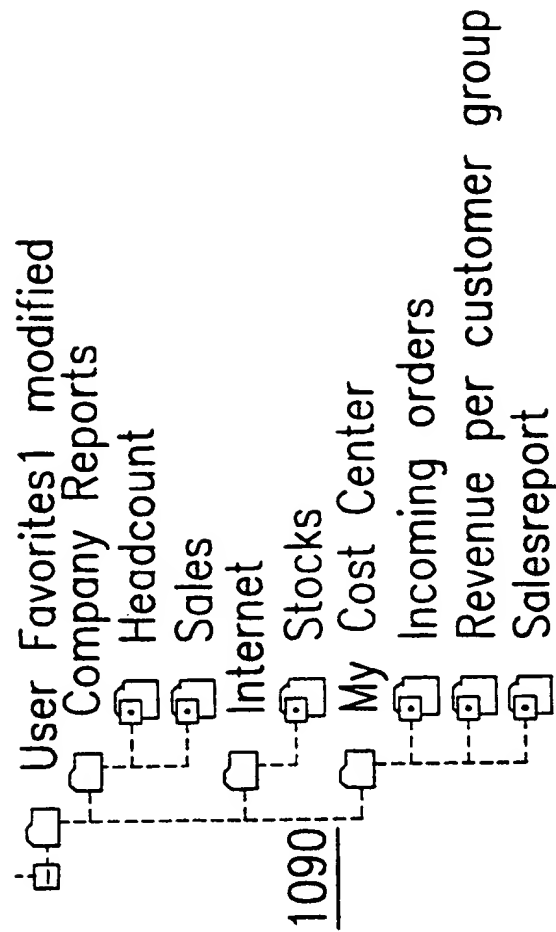 User Favorites1 modified
Company Reports
Headcount
Sales
Internet
Stocks
My Cost Center
Incoming orders
Revenue per customer group
Salesreport
1090